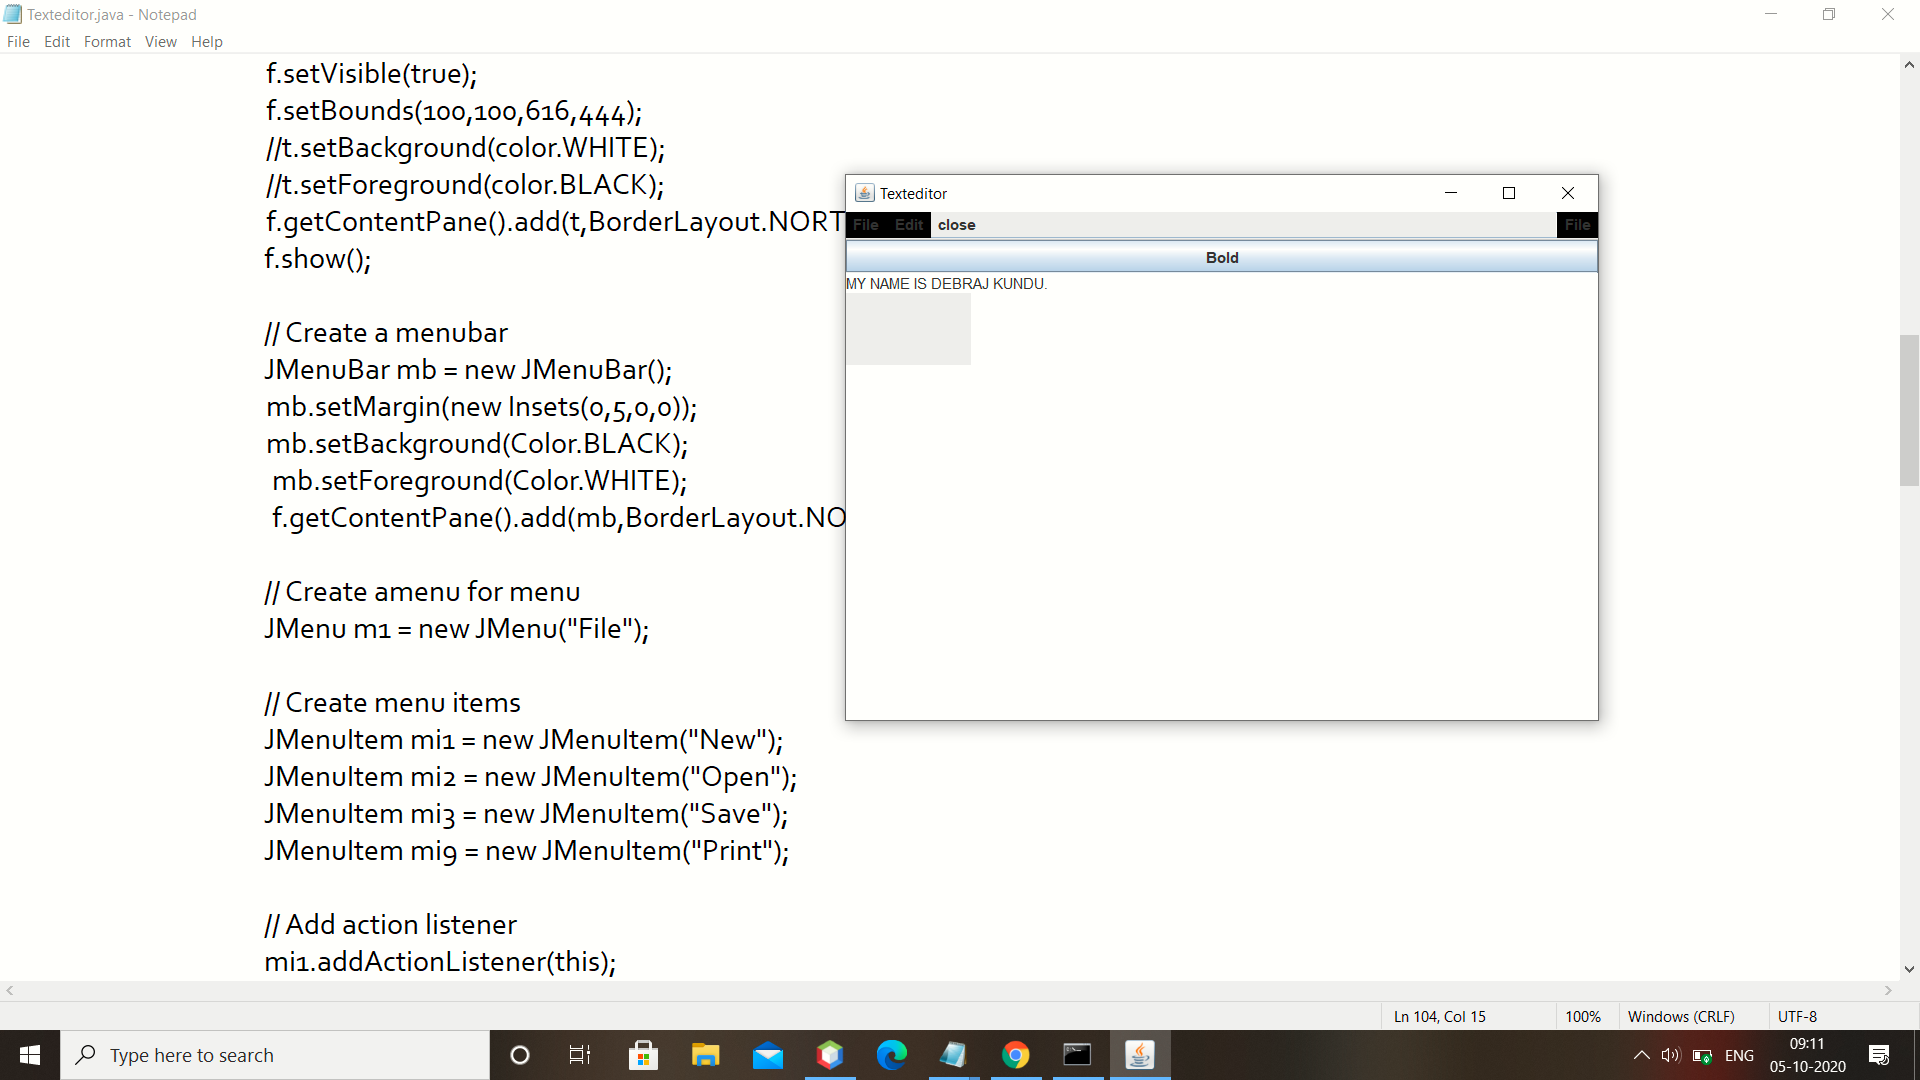 Texteditor.java - Notepad
File Edit Format View Help
f.setVisible(true);
f.setBounds(100,100,616,444);
//t.setBackground(color.WHITE);
//t.setForeground(color.BLACK);
f.getContentPane().add(t,BorderLayout.NORT
f.show();
// Create a menubar
JMenuBar mb = new JMenuBar();
mb.setMargin(new Insets(0,5,0,0));
mb.setBackground(Color.BLACK);
mb.setForeground(Color.WHITE);
f.getContentPane().add(mb,BorderLayout.NO
// Create amenu for menu
JMenu m1 = new JMenu("File");
// Create menu items
JMenuItem mi1 = new JMenuItem("New");
JMenuItem mi2 = new JMenuItem("Open");
JMenuItem mi3 = new JMenuItem("Save");
JMenuItem mi9 = new JMenuItem("Print");
// Add action listener
mi1.addActionListener(this);
Texteditor
File Edit close File
Bold
MY NAME IS DEBRAJ KUNDU.
Ln 104, Col 15 100% Windows (CRLF) UTF-8
Type here to search
ENG
09:11
05-10-2020